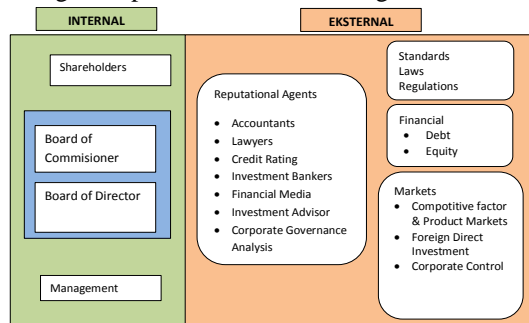 INTERNAL
EKSTERNAL
Shareholders
Board of
Commisioner
Board of Director
Management
Reputational Agents
• Accountants
• Lawyers
• Credit Rating
• Investment Bankers
• Financial Media
• Investment Advisor
• Corporate Governance
Analysis
Standards
Laws
Regulations
Financial
• Debt
• Equity
Markets
• Compotitive factor
& Product Markets
• Foreign Direct
Investment
• Corporate Control